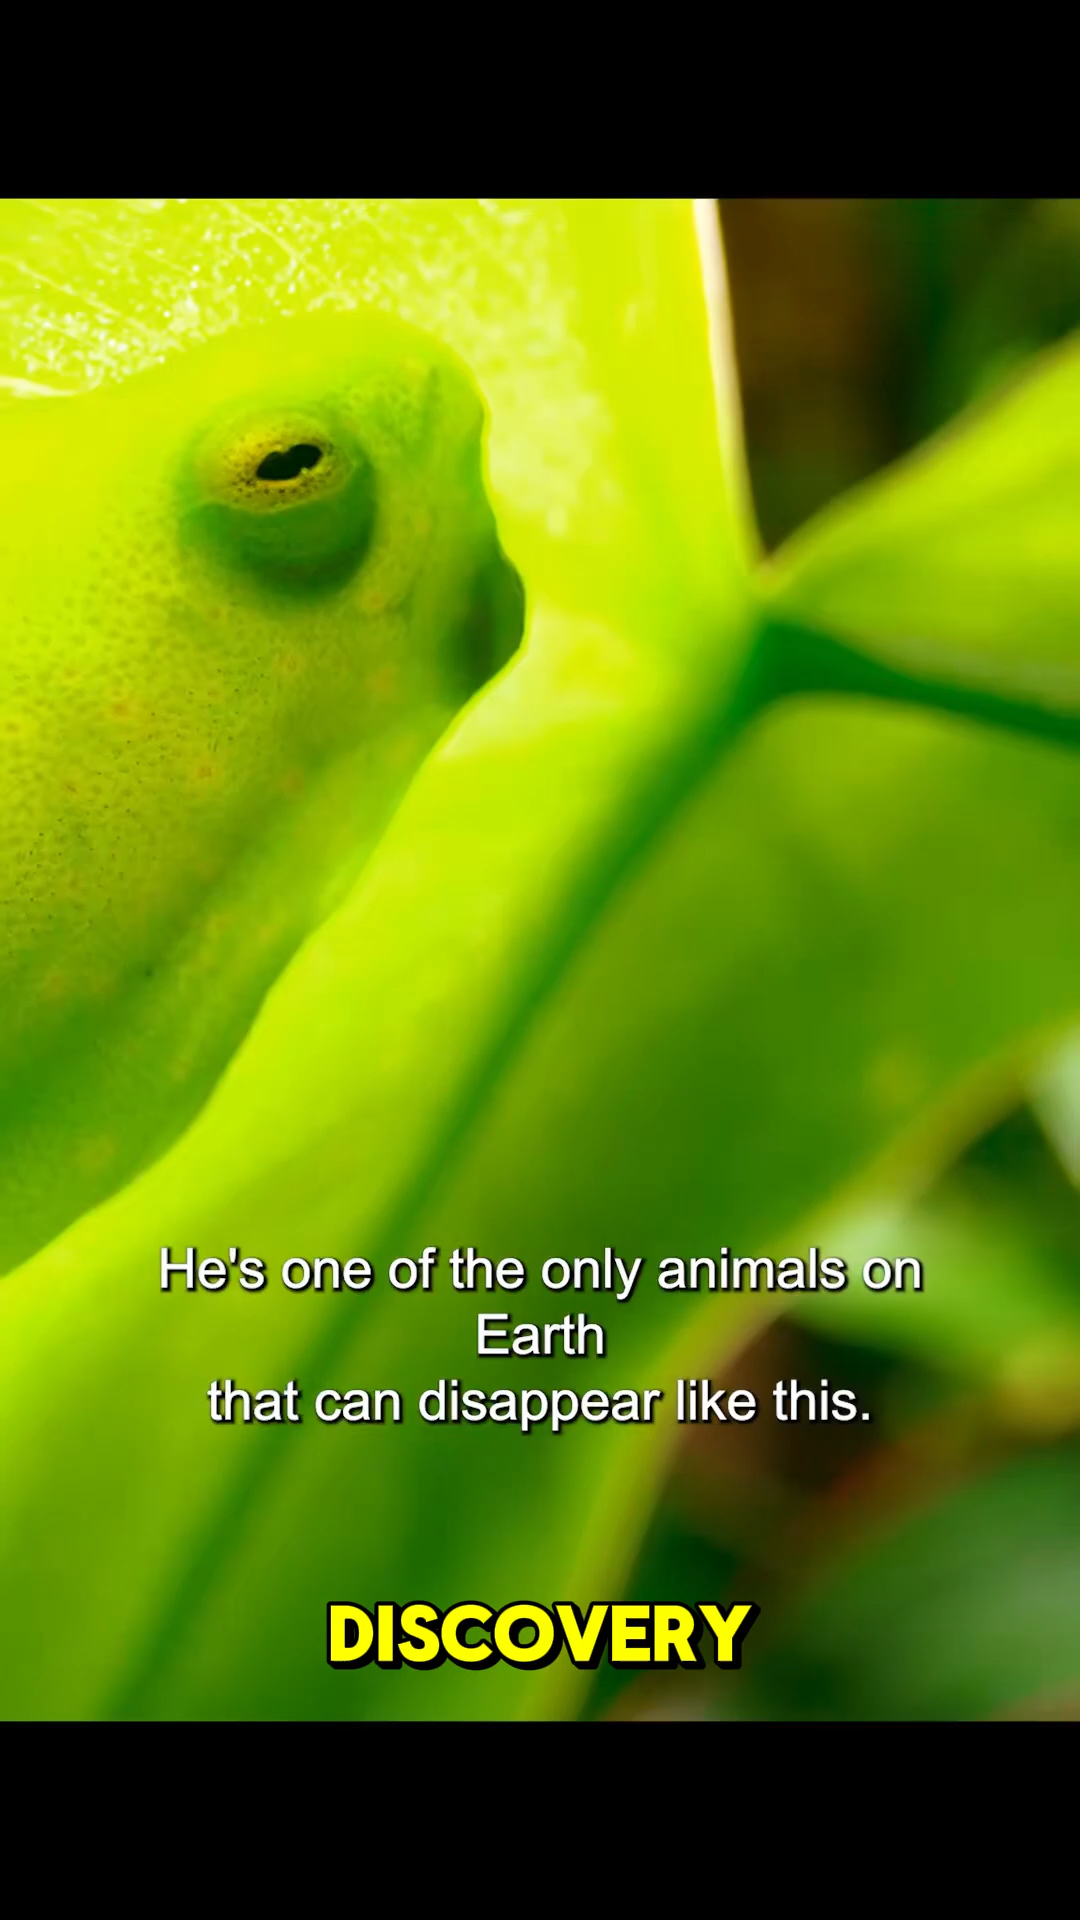 He's one of the only animals on
Earth
that can disappear like this.
DISCOVERY